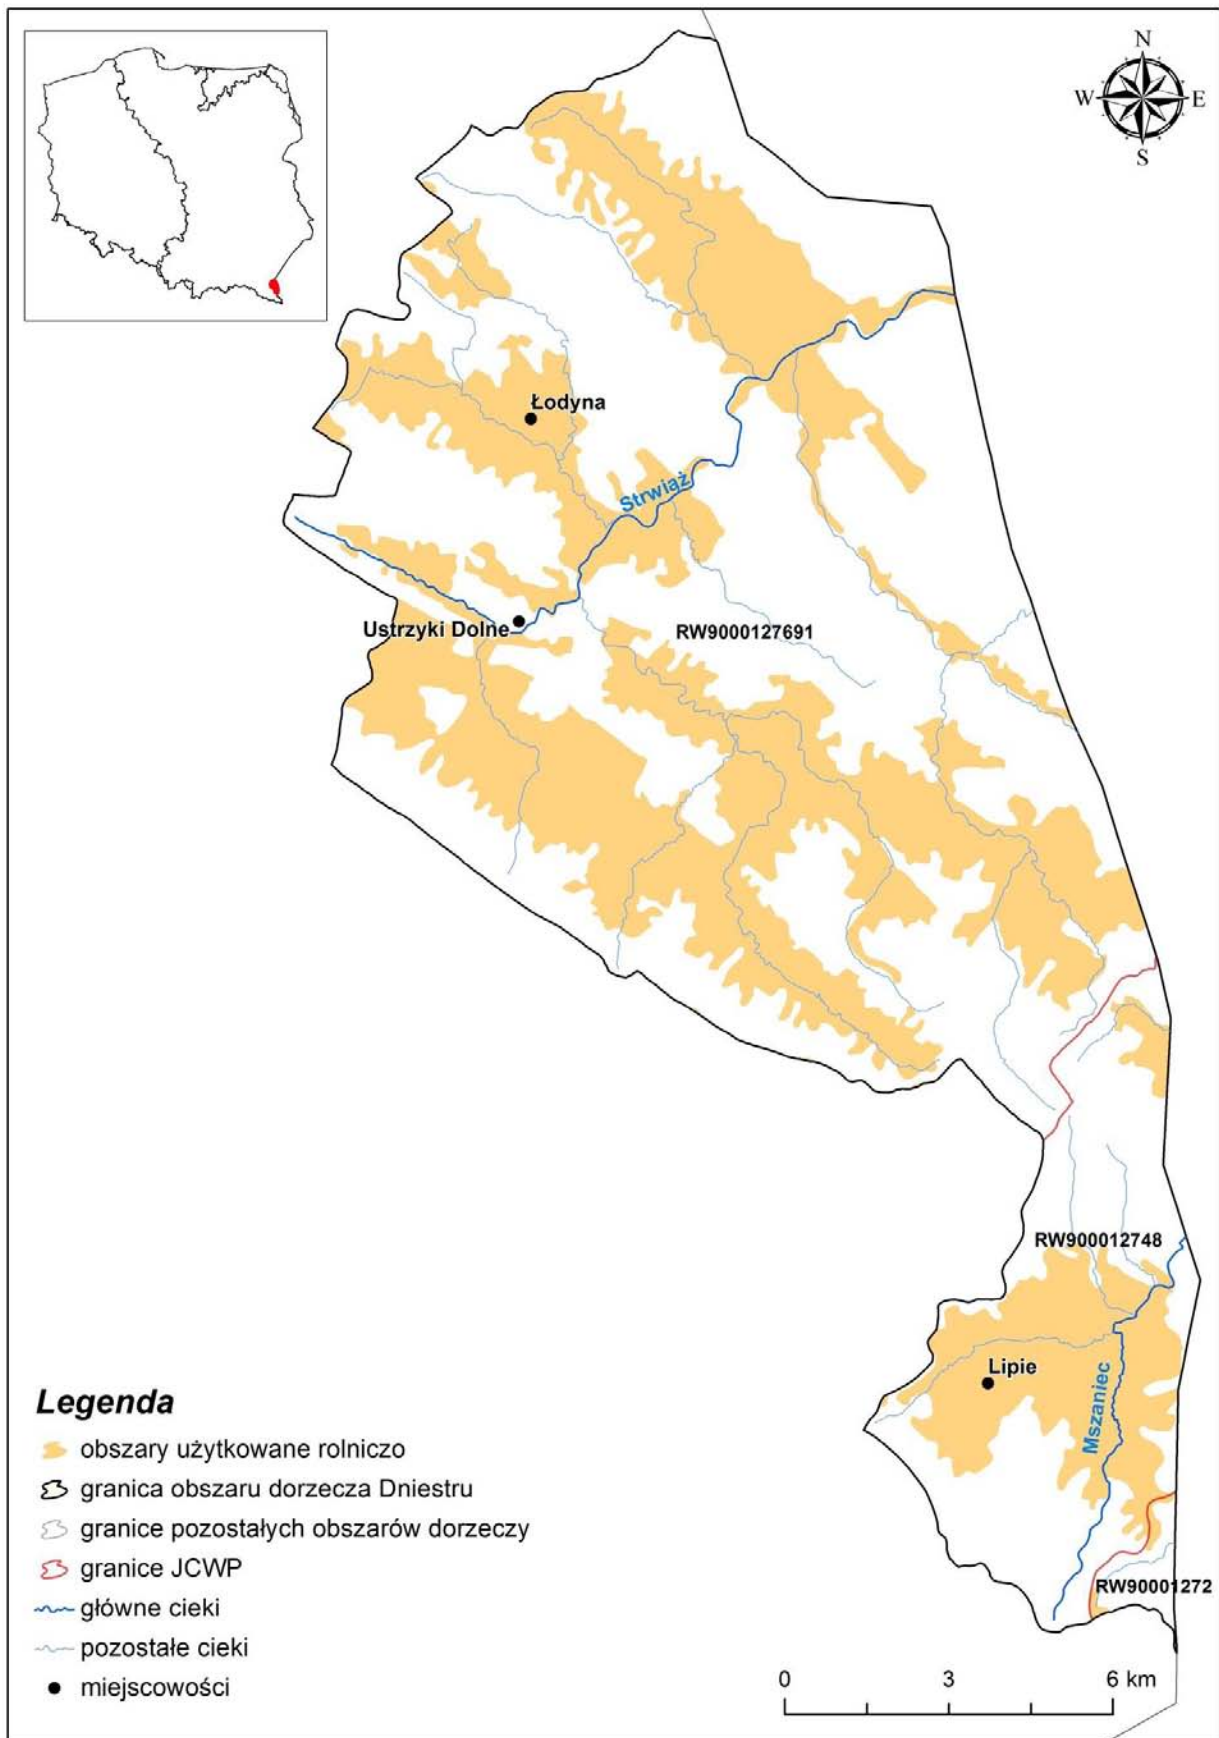 N
W E
S
Łodyna
Strwiąż
Ustrzyki Dolne
RW9000127691
RW900012748
Lipie
Mszaniec
RW90001272
Legenda
obszary użytkowane rolniczo
granica obszaru dorzecza Dniestru
granice pozostałych obszarów dorzeczy
granice JCWP
główne cieki
pozostałe cieki
miejscowości
0 3 6 km